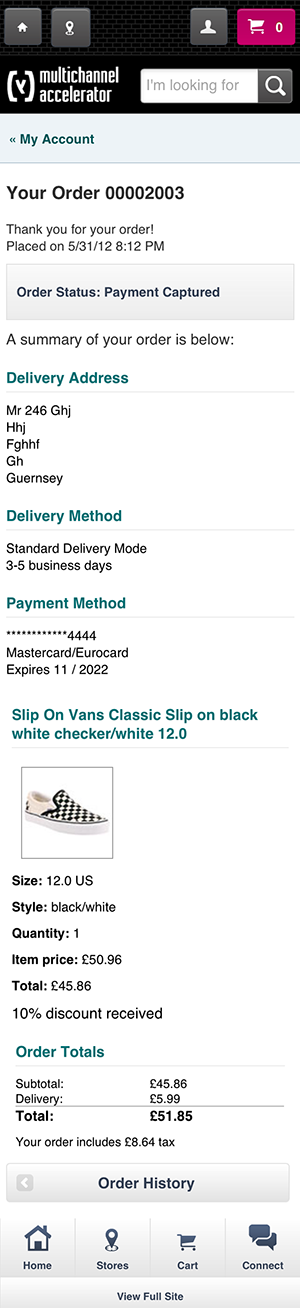 0
multichannel
accelerator
I'm looking for
« My Account
Your Order 00002003
Thank you for your order!
Placed on 5/31/12 8:12 PM
Order Status: Payment Captured
A summary of your order is below:
Delivery Address
Mr 246 Ghj
Hhj
Fghhf
Gh
Guernsey
Delivery Method
Standard Delivery Mode
3-5 business days
Payment Method
************4444
Mastercard/Eurocard
Expires 11 / 2022
Slip On Vans Classic Slip on black
white checker/white 12.0
Size: 12.0 US
Style: black/white
Quantity: 1
Item price: £50.96
Total: £45.86
10% discount received
Order Totals
Subtotal: £45.86
Delivery: £5.99
Total: £51.85
Your order includes £8.64 tax
Order History
Home Stores Cart Connect
View Full Site